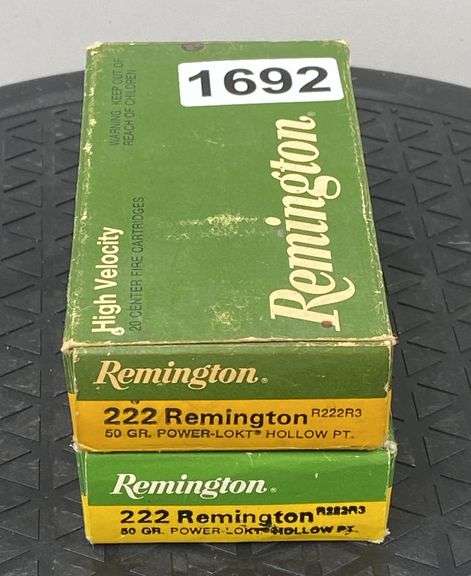 1692
WARNING: KEEP OUT OF
REACH OF CHILDREN
Remington®
High Velocity
20 CENTER FIRE CARTRIDGES
Remington®
222 Remington R222R3
50 GR. POWER-LOKT® HOLLOW PT.
Remington®
222 Remington R222R3
50 GR. POWER-LOKT® HOLLOW PT.